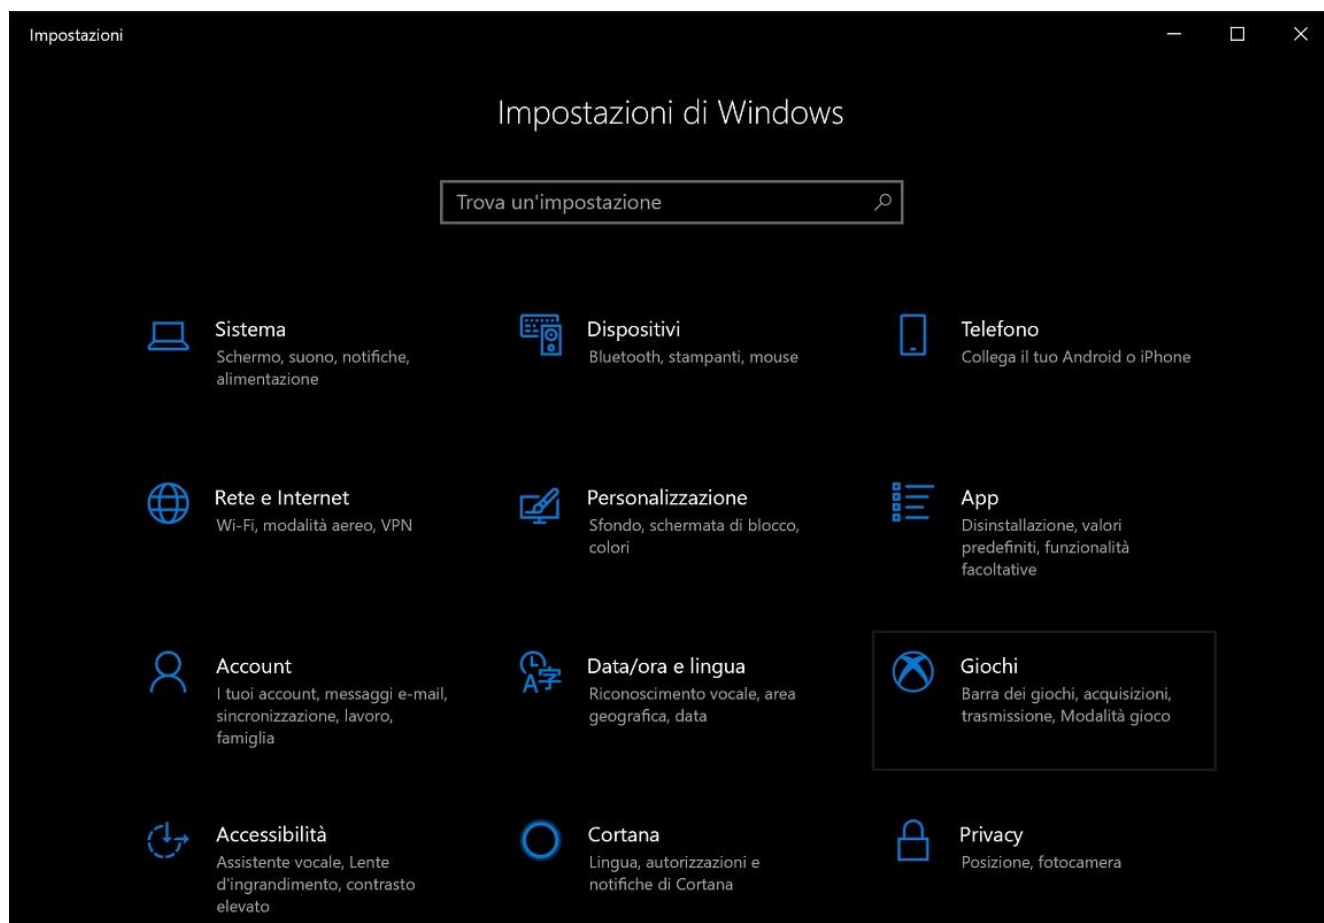 Impostazioni
Impostazioni di Windows
Trova un'impostazione
Sistema
Schermo, suono, notifiche,
alimentazione
Dispositivi
Bluetooth, stampanti, mouse
Telefono
Collega il tuo Android o iPhone
Rete e Internet
Wi-Fi, modalità aereo, VPN
Personalizzazione
Sfondo, schermata di blocco,
colori
App
Disinstallazione, valori
predefiniti, funzionalità
facoltative
Account
I tuoi account, messaggi e-mail,
sincronizzazione, lavoro,
famiglia
Data/ora e lingua
Riconoscimento vocale, area
geografica, data
Giochi
Barra dei giochi, acquisizioni,
trasmissione, Modalità gioco
Accessibilità
Assistente vocale, Lente
d'ingrandimento, contrasto
elevato
Cortana
Lingua, autorizzazioni e
notifiche di Cortana
Privacy
Posizione, fotocamera